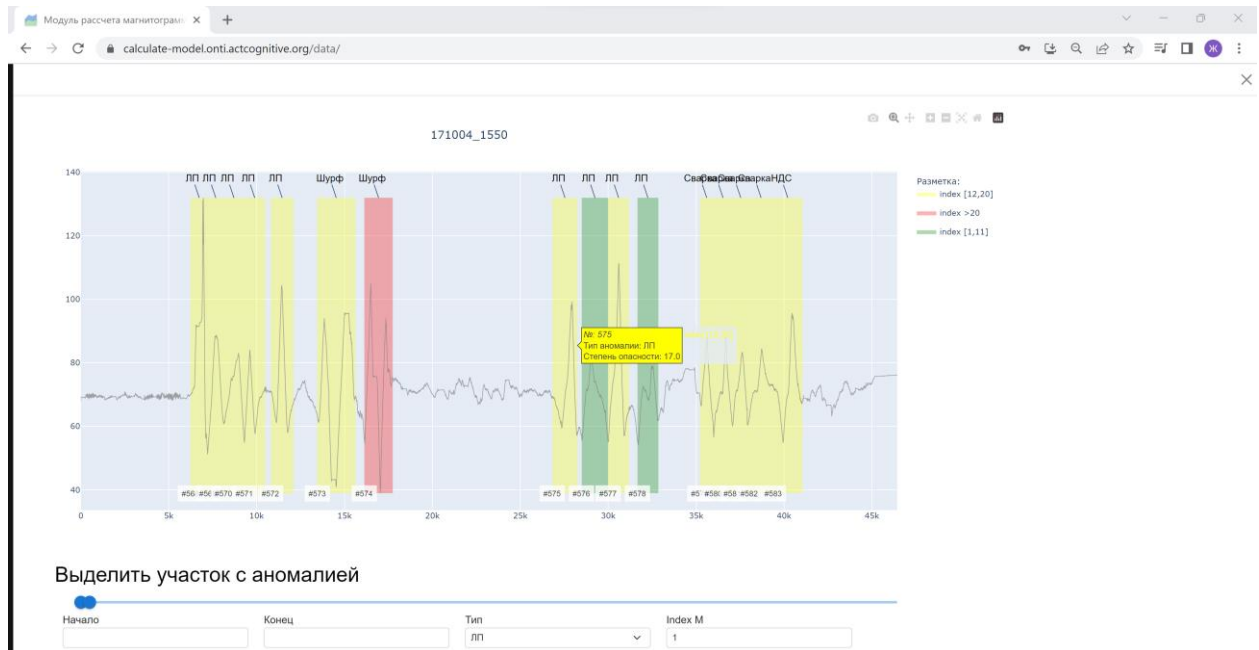 Модуль рассчета магнитограмм
calculate-model.onti.actcognitive.org/data/
Ж
171004_1550
140
120
100
80
60
40
ЛП ЛП ЛП ЛП ЛП Шурф Шурф ЛП ЛП ЛП ЛП Сварка НДС
Разметка:
index [12,20]
index >20
index [1,11]
№: 575
Тип аномалии: ЛП
Степень опасности: 17.0
#570 #571 #572 #573 #574 #575 #576 #577 #578 #582 #583
0 5k 10k 15k 20k 25k 30k 35k 40k 45k
Выделить участок с аномалией
Начало Конец Тип Index M
ЛП 1